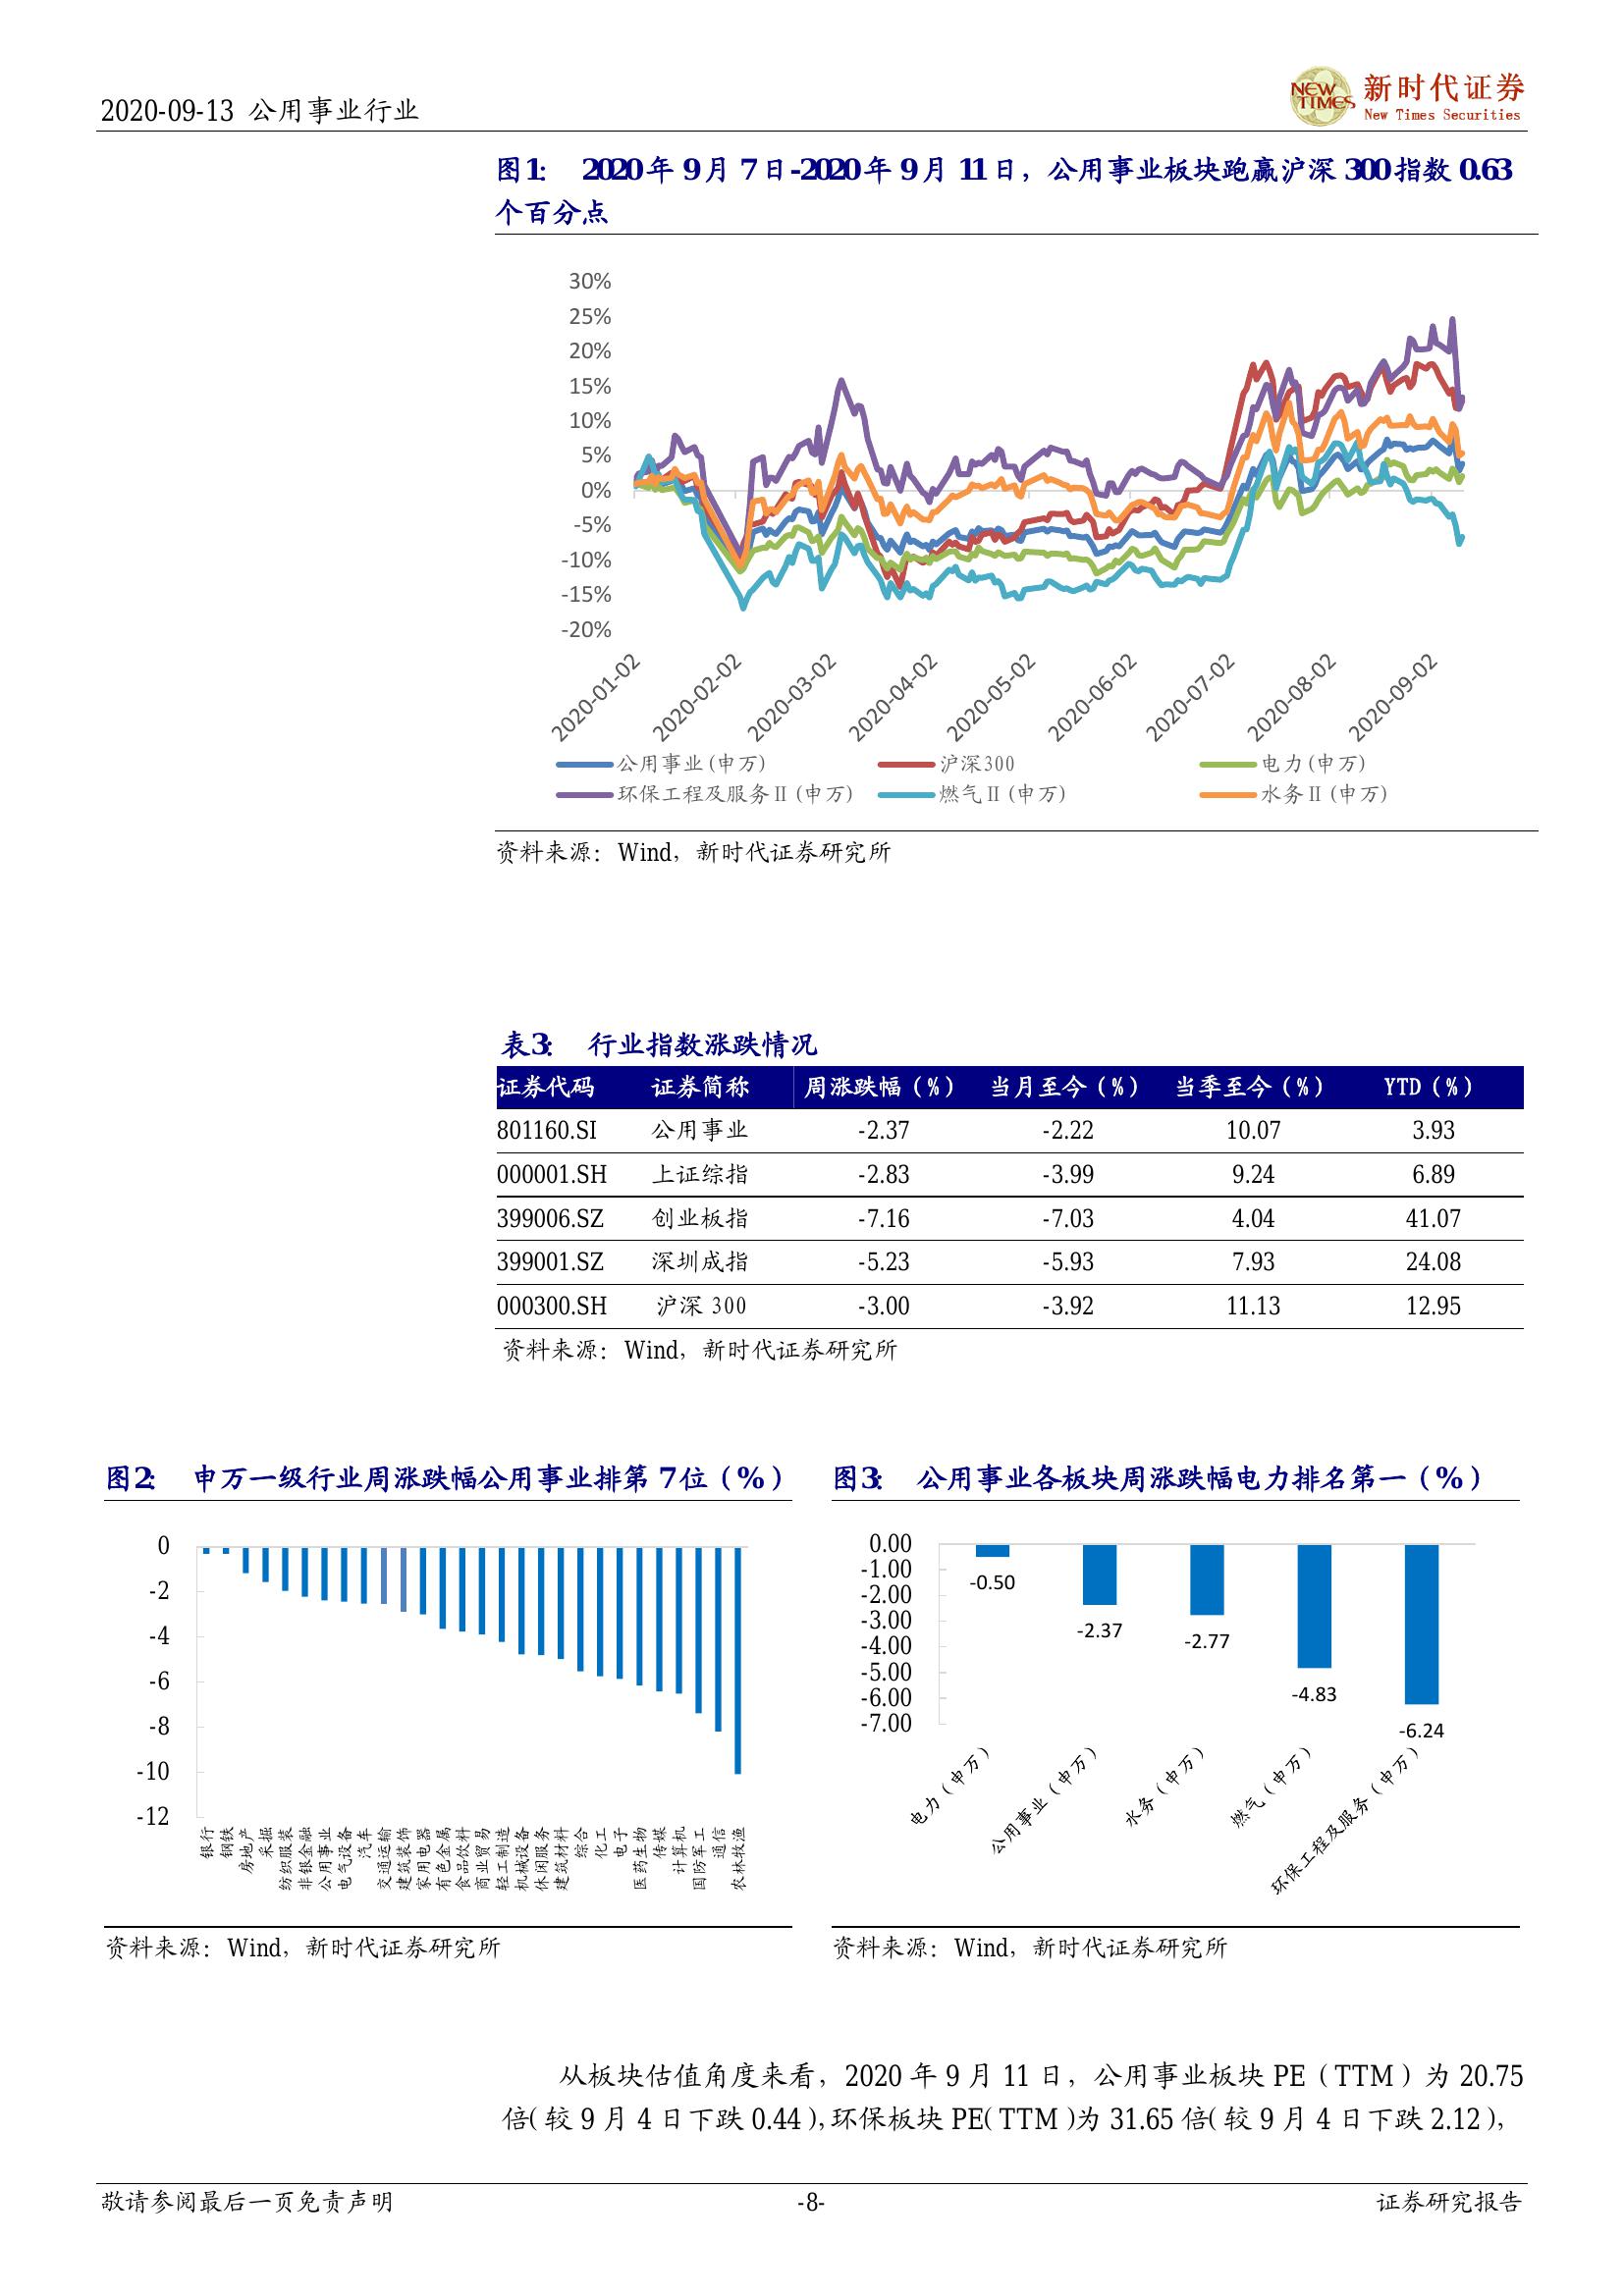 2020-09-13 公用事业行业
NEW TIMES 新时代证券
New Times Securities
图1: 2020年9月7日-2020年9月11日，公用事业板块跑赢沪深300指数0.63
个百分点
30%
25%
20%
15%
10%
5%
0%
-5%
-10%
-15%
-20%
2020-01-02 2020-02-02 2020-03-02 2020-04-02 2020-05-02 2020-06-02 2020-07-02 2020-08-02 2020-09-02
公用事业(申万) 沪深300 电力(申万)
环保工程及服务Ⅱ(申万) 燃气Ⅱ(申万) 水务Ⅱ(申万)
资料来源：Wind，新时代证券研究所
表3: 行业指数涨跌情况
证券代码 证券简称 周涨跌幅（%） 当月至今（%） 当季至今（%） YTD（%）
801160.SI 公用事业 -2.37 -2.22 10.07 3.93
000001.SH 上证综指 -2.83 -3.99 9.24 6.89
399006.SZ 创业板指 -7.16 -7.03 4.04 41.07
399001.SZ 深圳成指 -5.23 -5.93 7.93 24.08
000300.SH 沪深 300 -3.00 -3.92 11.13 12.95
资料来源：Wind，新时代证券研究所
图2: 申万一级行业周涨跌幅公用事业排第7位（%）
0
-2
-4
-6
-8
-10
-12
银行 钢铁 房地产 采掘 纺织服装 非银金融 公用事业 电气设备 汽车 交通运输 建筑装饰 家用电器 有色金属 食品饮料 商业贸易 轻工制造 机械设备 休闲服务 建筑材料 综合 化工 电子 医药生物 传媒 计算机 国防军工 通信 农林牧渔
资料来源：Wind，新时代证券研究所
图3: 公用事业各板块周涨跌幅电力排名第一（%）
0.00
-1.00
-2.00
-3.00
-4.00
-5.00
-6.00
-7.00
-0.50
-2.37
-2.77
-4.83
-6.24
电力（申万） 公用事业（申万） 水务（申万） 燃气（申万） 环保工程及服务（申万）
资料来源：Wind，新时代证券研究所
从板块估值角度来看，2020 年 9 月 11 日，公用事业板块 PE（TTM）为 20.75
倍（较 9 月 4 日下跌 0.44），环保板块 PE（TTM）为 31.65 倍（较 9 月 4 日下跌 2.12），
敬请参阅最后一页免责声明 -8- 证券研究报告